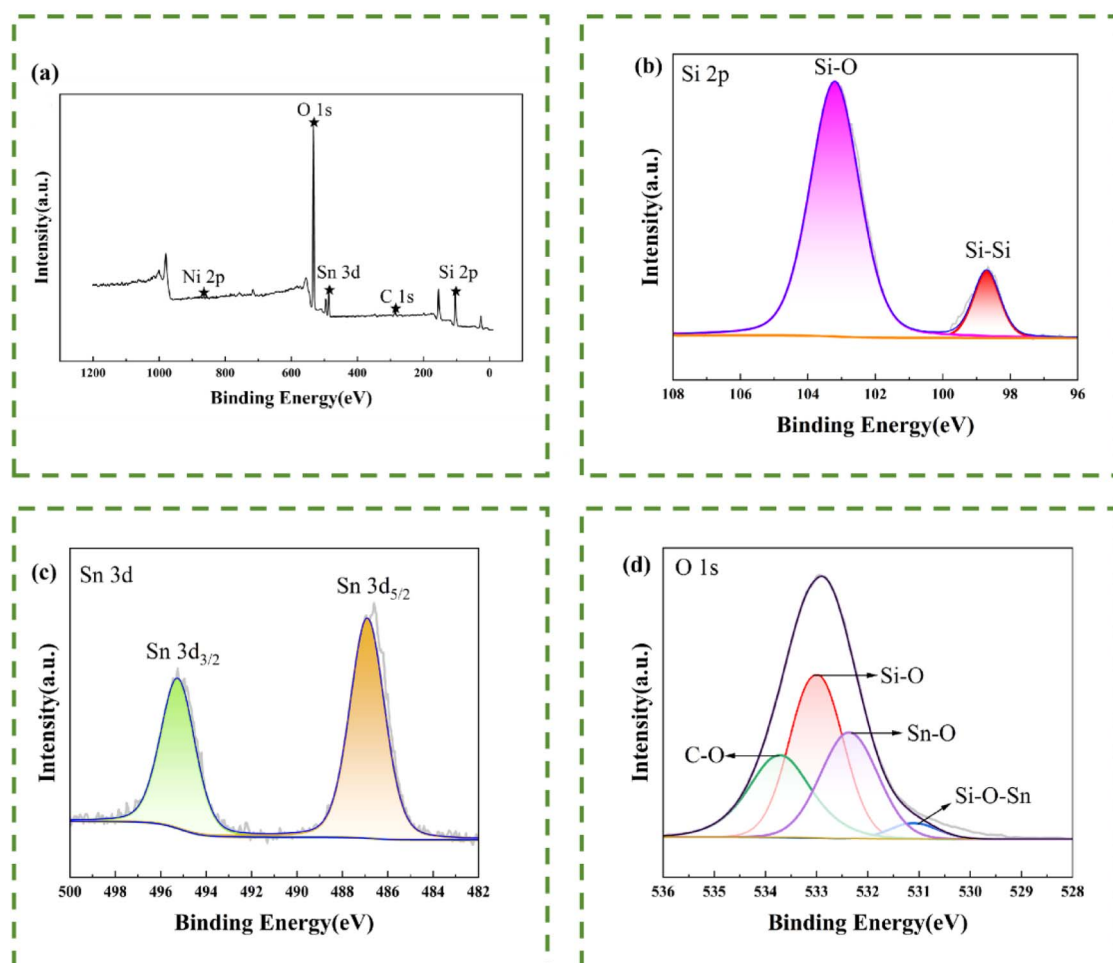 (a)
O 1s
Ni 2p
Sn 3d
C 1s
Si 2p
Intensity(a.u.)
1200 1000 800 600 400 200 0
Binding Energy(eV)
(b) Si 2p
Si-O
Si-Si
Intensity(a.u.)
108 106 104 102 100 98 96
Binding Energy(eV)
(c) Sn 3d
Sn 3d5/2
Sn 3d3/2
Intensity(a.u.)
500 498 496 494 492 490 488 486 484 482
Binding Energy(eV)
(d) O 1s
Si-O
Sn-O
C-O
Si-O-Sn
Intensity(a.u.)
536 535 534 533 532 531 530 529 528
Binding Energy(eV)